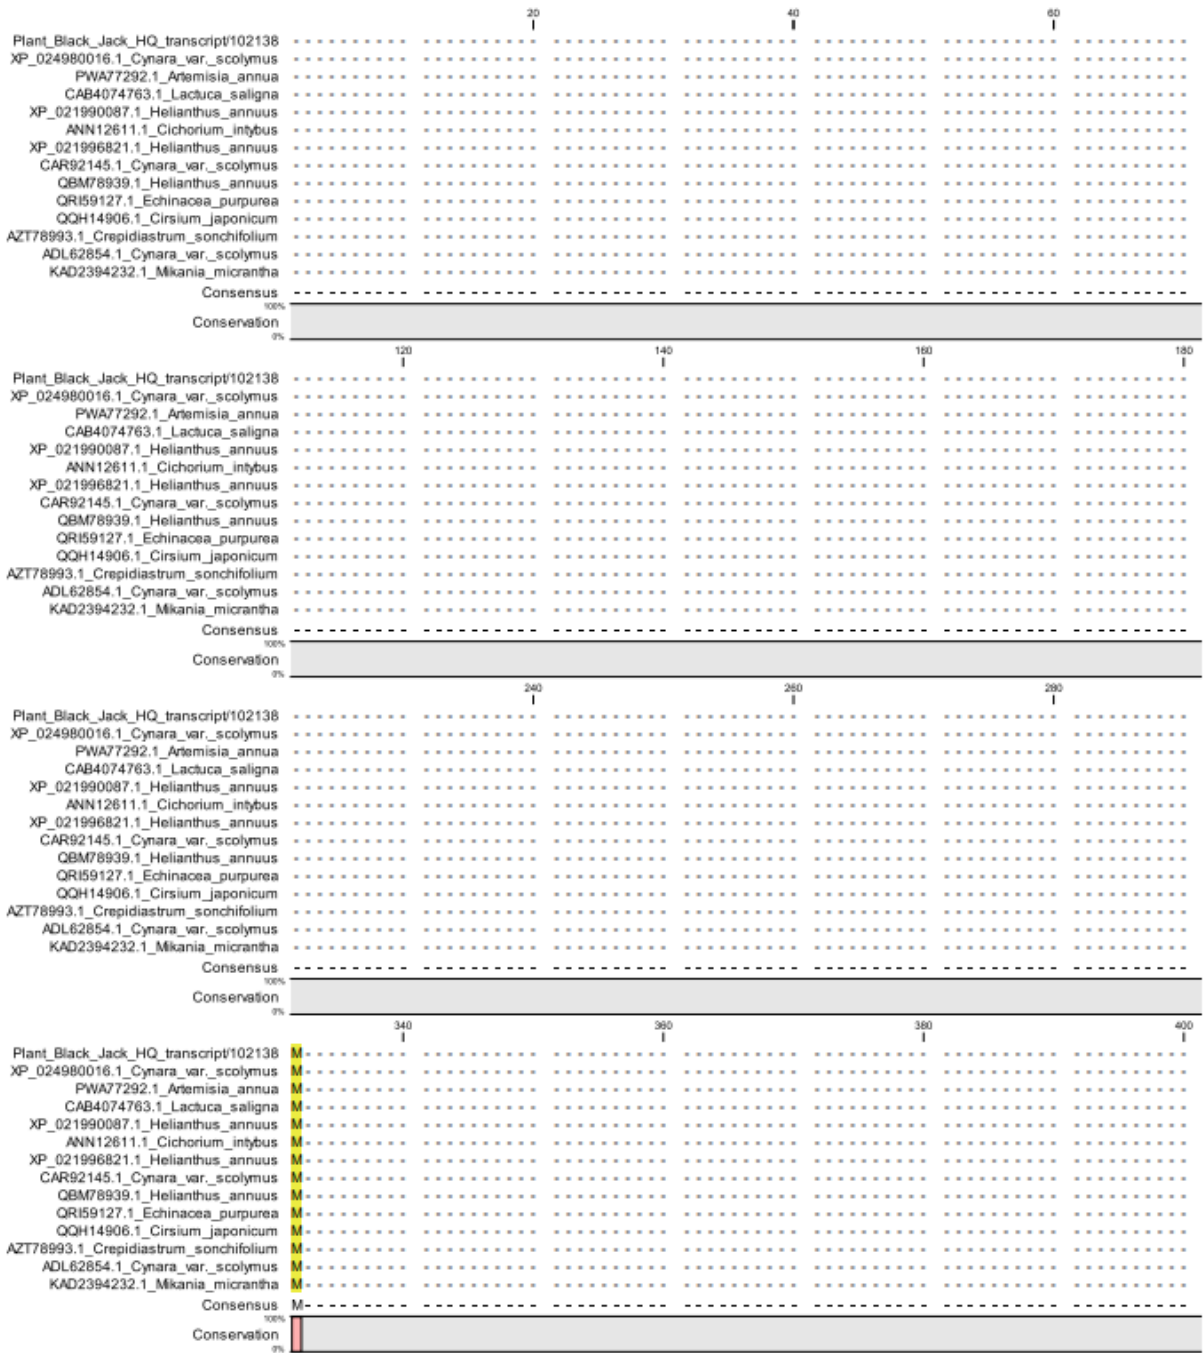 20 40 60
Plant_Black_Jack_HQ_transcript/102138 - - - - - - - - - - - - - - - - - - - - - - - - - - - - - - - - - - - - - - - - - - - - - - - - - - - - - - - - - - - - - - - - - - - - - -
XP_024980016.1_Cynara_var._scolymus
PWA77292.1_Artemisia_annua
CAB4074763.1_Lactuca_saligna
XP_021990087.1_Helianthus_annuus
ANN12611.1_Cichorium_intybus
XP_021996821.1_Helianthus_annuus
CAR92145.1_Cynara_var._scolymus
QBM78939.1_Helianthus_annuus
QRI59127.1_Echinacea_purpurea
QQH14906.1_Cirsium_japonicum
AZT78993.1_Crepidiastrum_sonchifolium
ADL62854.1_Cynara_var._scolymus
KAD2394232.1_Mikania_micrantha
Consensus
100%
Conservation
0%
120 140 160 180
Plant_Black_Jack_HQ_transcript/102138
XP_024980016.1_Cynara_var._scolymus
PWA77292.1_Artemisia_annua
CAB4074763.1_Lactuca_saligna
XP_021990087.1_Helianthus_annuus
ANN12611.1_Cichorium_intybus
XP_021996821.1_Helianthus_annuus
CAR92145.1_Cynara_var._scolymus
QBM78939.1_Helianthus_annuus
QRI59127.1_Echinacea_purpurea
QQH14906.1_Cirsium_japonicum
AZT78993.1_Crepidiastrum_sonchifolium
ADL62854.1_Cynara_var._scolymus
KAD2394232.1_Mikania_micrantha
Consensus
100%
Conservation
0%
240 260 280
Plant_Black_Jack_HQ_transcript/102138
XP_024980016.1_Cynara_var._scolymus
PWA77292.1_Artemisia_annua
CAB4074763.1_Lactuca_saligna
XP_021990087.1_Helianthus_annuus
ANN12611.1_Cichorium_intybus
XP_021996821.1_Helianthus_annuus
CAR92145.1_Cynara_var._scolymus
QBM78939.1_Helianthus_annuus
QRI59127.1_Echinacea_purpurea
QQH14906.1_Cirsium_japonicum
AZT78993.1_Crepidiastrum_sonchifolium
ADL62854.1_Cynara_var._scolymus
KAD2394232.1_Mikania_micrantha
Consensus
100%
Conservation
0%
340 360 380 400
Plant_Black_Jack_HQ_transcript/102138 M
XP_024980016.1_Cynara_var._scolymus M
PWA77292.1_Artemisia_annua M
CAB4074763.1_Lactuca_saligna M
XP_021990087.1_Helianthus_annuus M
ANN12611.1_Cichorium_intybus M
XP_021996821.1_Helianthus_annuus M
CAR92145.1_Cynara_var._scolymus M
QBM78939.1_Helianthus_annuus M
QRI59127.1_Echinacea_purpurea M
QQH14906.1_Cirsium_japonicum M
AZT78993.1_Crepidiastrum_sonchifolium M
ADL62854.1_Cynara_var._scolymus M
KAD2394232.1_Mikania_micrantha M
Consensus M
100%
Conservation
0%